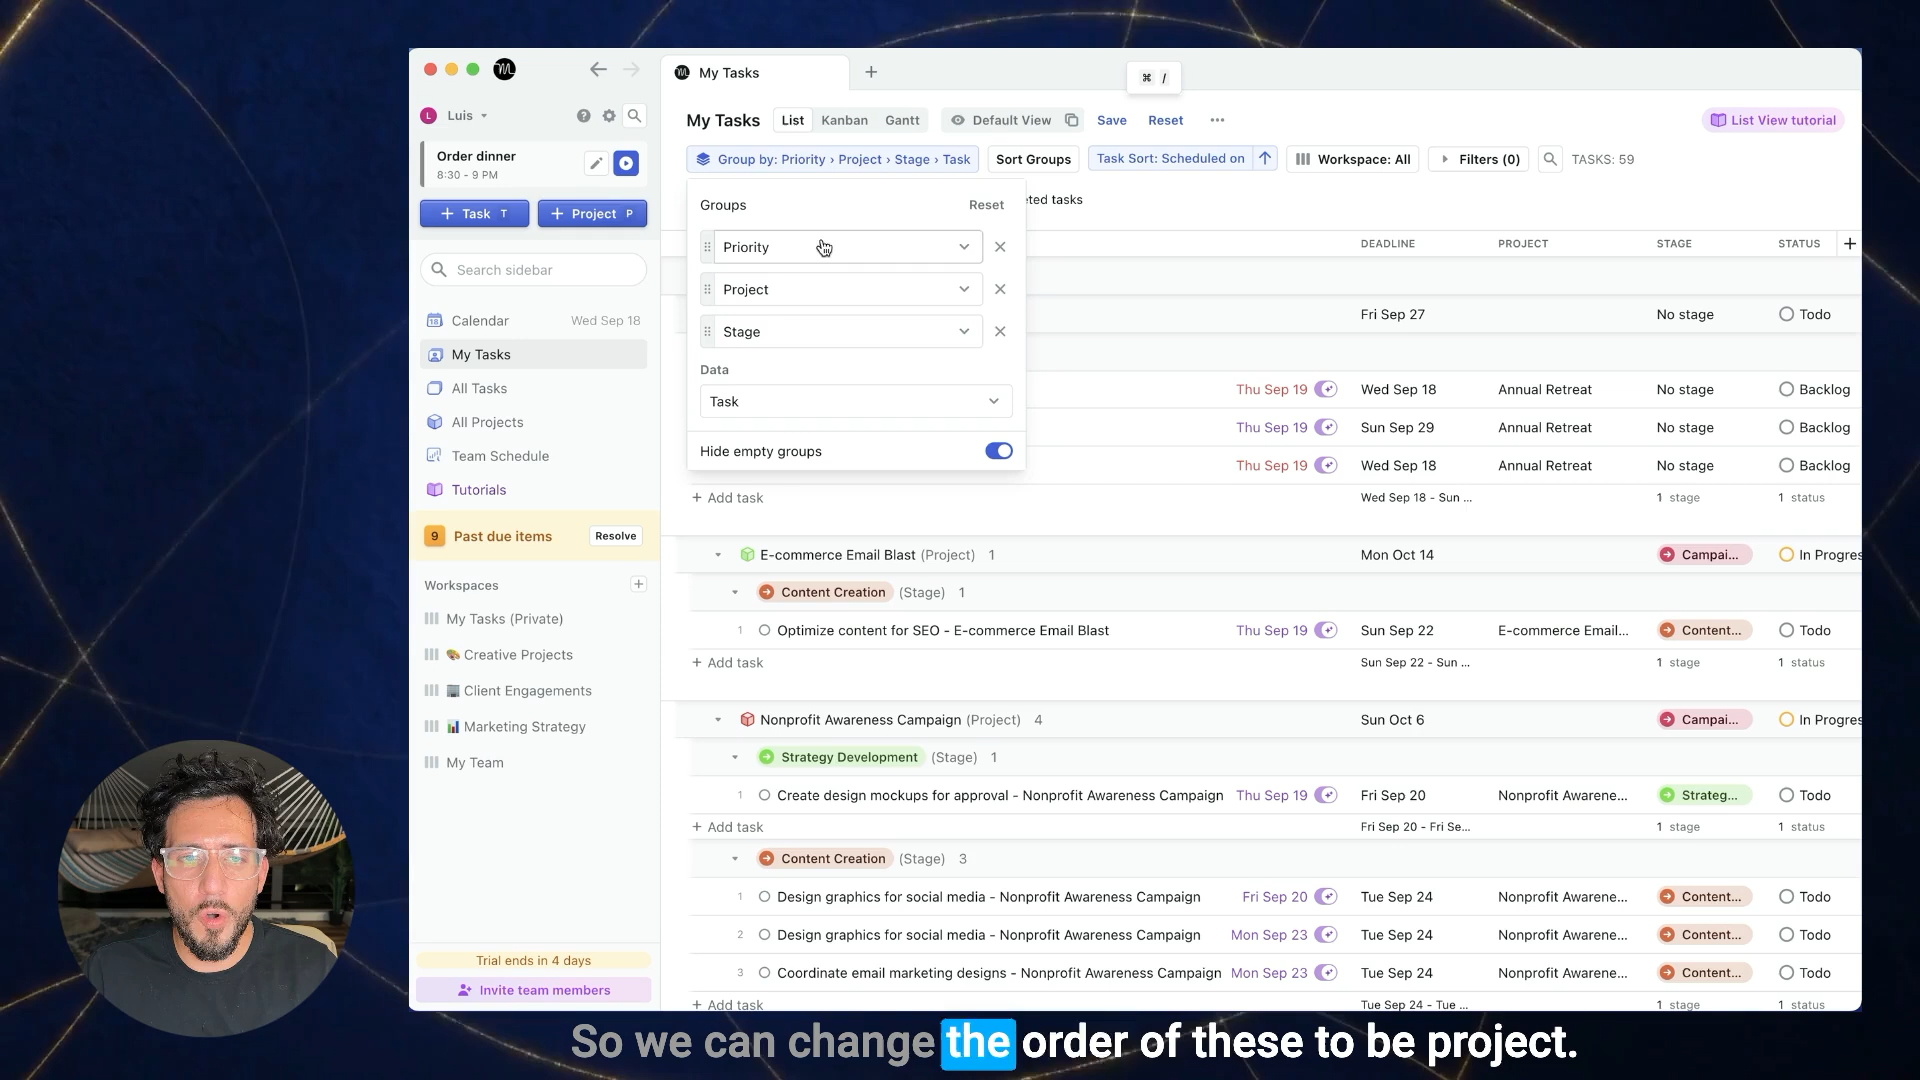 My Tasks
⌘ /
L Luis
My Tasks List Kanban Gantt Default View Save Reset ••• List View tutorial
Order dinner
8:30 - 9 PM
Group by: Priority › Project › Stage › Task Sort Groups Task Sort: Scheduled on Workspace: All Filters (0) TASKS: 59
+ Task T + Project P
Groups Reset
eted tasks
Priority
DEADLINE PROJECT STAGE STATUS +
Search sidebar
Project
Calendar Wed Sep 18
Fri Sep 27 No stage Todo
Stage
My Tasks
Data
All Tasks
Thu Sep 19 Wed Sep 18 Annual Retreat No stage Backlog
Task
All Projects
Thu Sep 19 Sun Sep 29 Annual Retreat No stage Backlog
Team Schedule
Hide empty groups
Thu Sep 19 Wed Sep 18 Annual Retreat No stage Backlog
Tutorials
+ Add task Wed Sep 18 - Sun ... 1 stage 1 status
9 Past due items Resolve
E-commerce Email Blast (Project) 1 Mon Oct 14 Campai... In Progres
Workspaces +
Content Creation (Stage) 1
My Tasks (Private)
1 Optimize content for SEO - E-commerce Email Blast Thu Sep 19 Sun Sep 22 E-commerce Email... Content... Todo
Creative Projects
+ Add task Sun Sep 22 - Sun ... 1 stage 1 status
Client Engagements
Marketing Strategy
Nonprofit Awareness Campaign (Project) 4 Sun Oct 6 Campai... In Progres
My Team
Strategy Development (Stage) 1
1 Create design mockups for approval - Nonprofit Awareness Campaign Thu Sep 19 Fri Sep 20 Nonprofit Awarene... Strateg... Todo
+ Add task Fri Sep 20 - Fri Se... 1 stage 1 status
Content Creation (Stage) 3
1 Design graphics for social media - Nonprofit Awareness Campaign Fri Sep 20 Tue Sep 24 Nonprofit Awarene... Content... Todo
2 Design graphics for social media - Nonprofit Awareness Campaign Mon Sep 23 Tue Sep 24 Nonprofit Awarene... Content... Todo
Trial ends in 4 days
3 Coordinate email marketing designs - Nonprofit Awareness Campaign Mon Sep 23 Tue Sep 24 Nonprofit Awarene... Content... Todo
Invite team members
+ Add task Tue Sep 24 - Tue ... 1 stage 1 status
So we can change the order of these to be project.